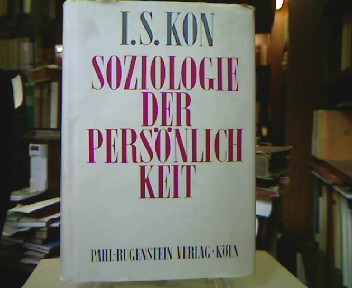 I.S. KON
SOZIOLOGIE
DER
PERSÖNLICH
KEIT
PAHL-RUGENSTEIN VERLAG · KÖLN